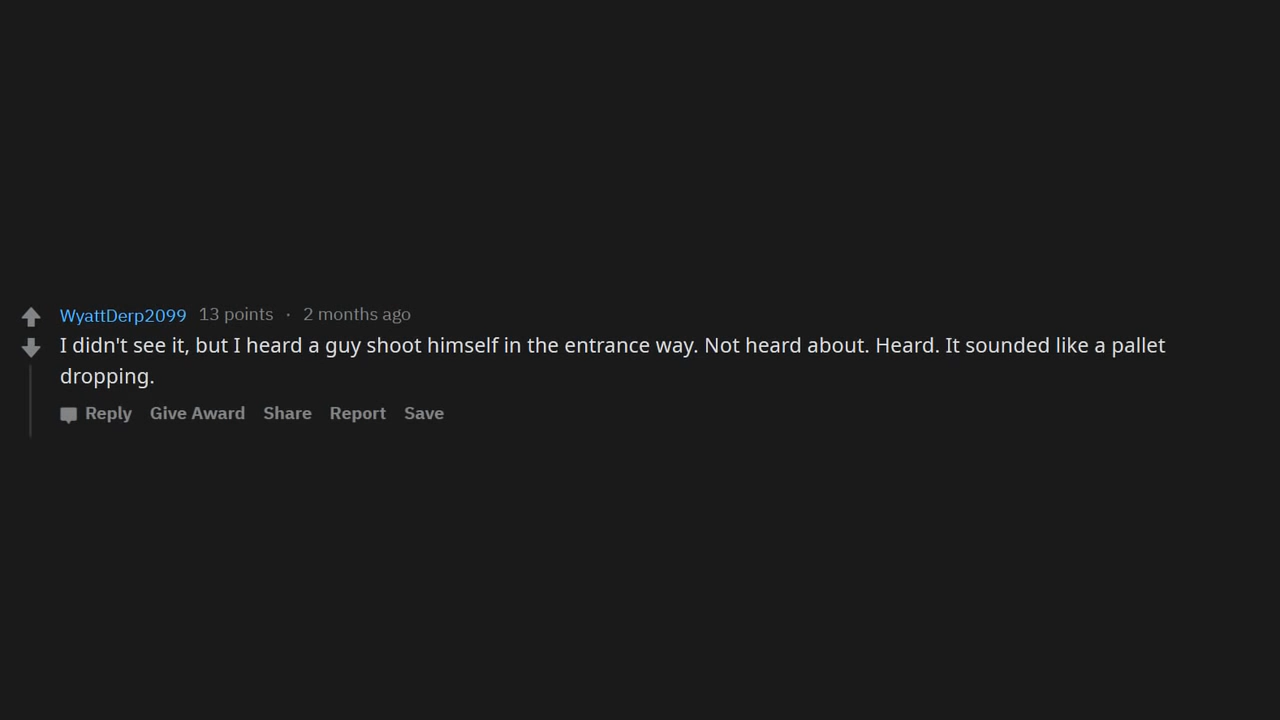 WyattDerp2099 13 points · 2 months ago
I didn't see it, but I heard a guy shoot himself in the entrance way. Not heard about. Heard. It sounded like a pallet
dropping.
Reply Give Award Share Report Save